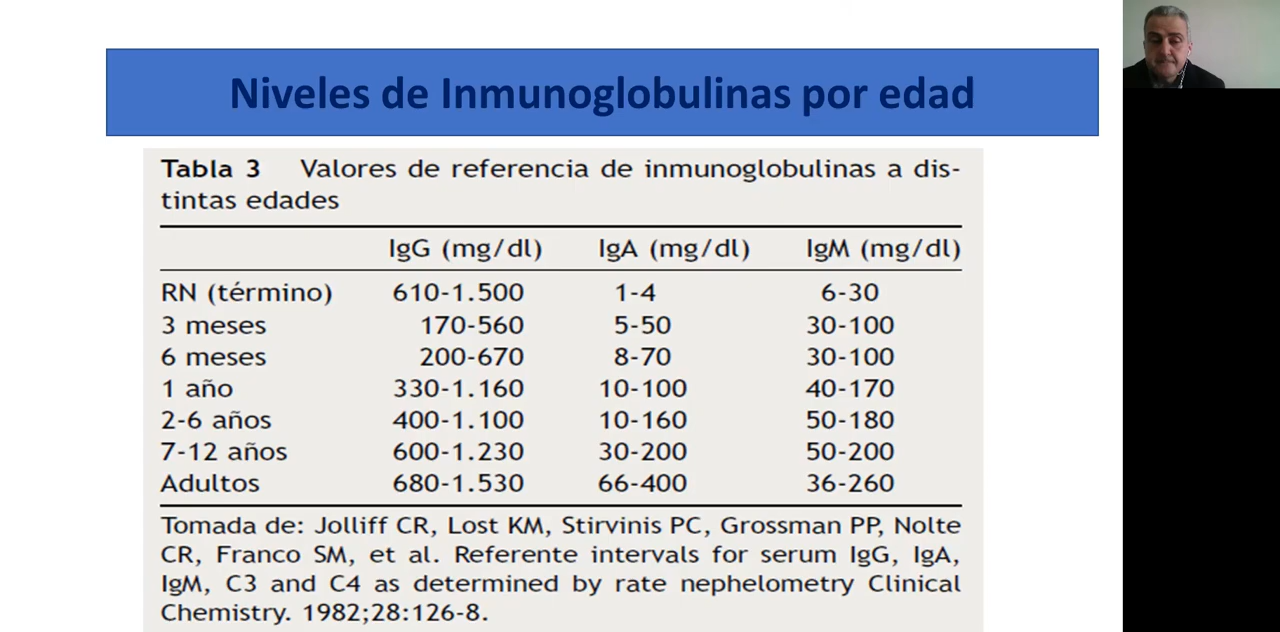 Niveles de Inmunoglobulinas por edad
Tabla 3 Valores de referencia de inmunoglobulinas a dis-
tintas edades
IgG (mg/dl) IgA (mg/dl) IgM (mg/dl)
RN (término) 610-1.500 1-4 6-30
3 meses 170-560 5-50 30-100
6 meses 200-670 8-70 30-100
1 año 330-1.160 10-100 40-170
2-6 años 400-1.100 10-160 50-180
7-12 años 600-1.230 30-200 50-200
Adultos 680-1.530 66-400 36-260
Tomada de: Jolliff CR, Lost KM, Stirvinis PC, Grossman PP, Nolte
CR, Franco SM, et al. Referente intervals for serum IgG, IgA,
IgM, C3 and C4 as determined by rate nephelometry Clinical
Chemistry. 1982;28:126-8.